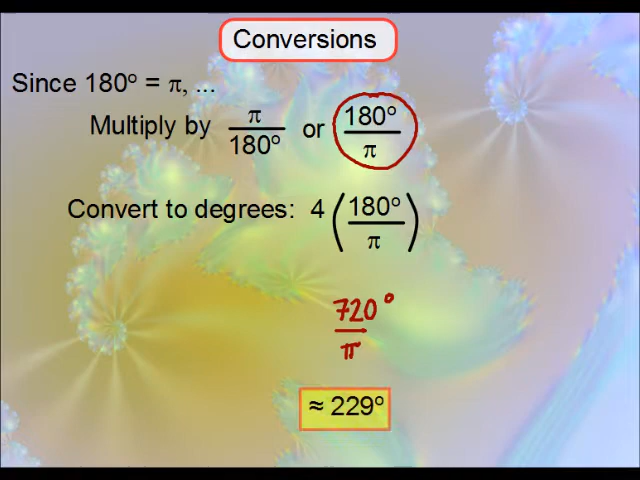 Conversions
Since 180° = π, ...
Multiply by π/180° or 180°/π
Convert to degrees: 4(180°/π)
720°/π
≈ 229°